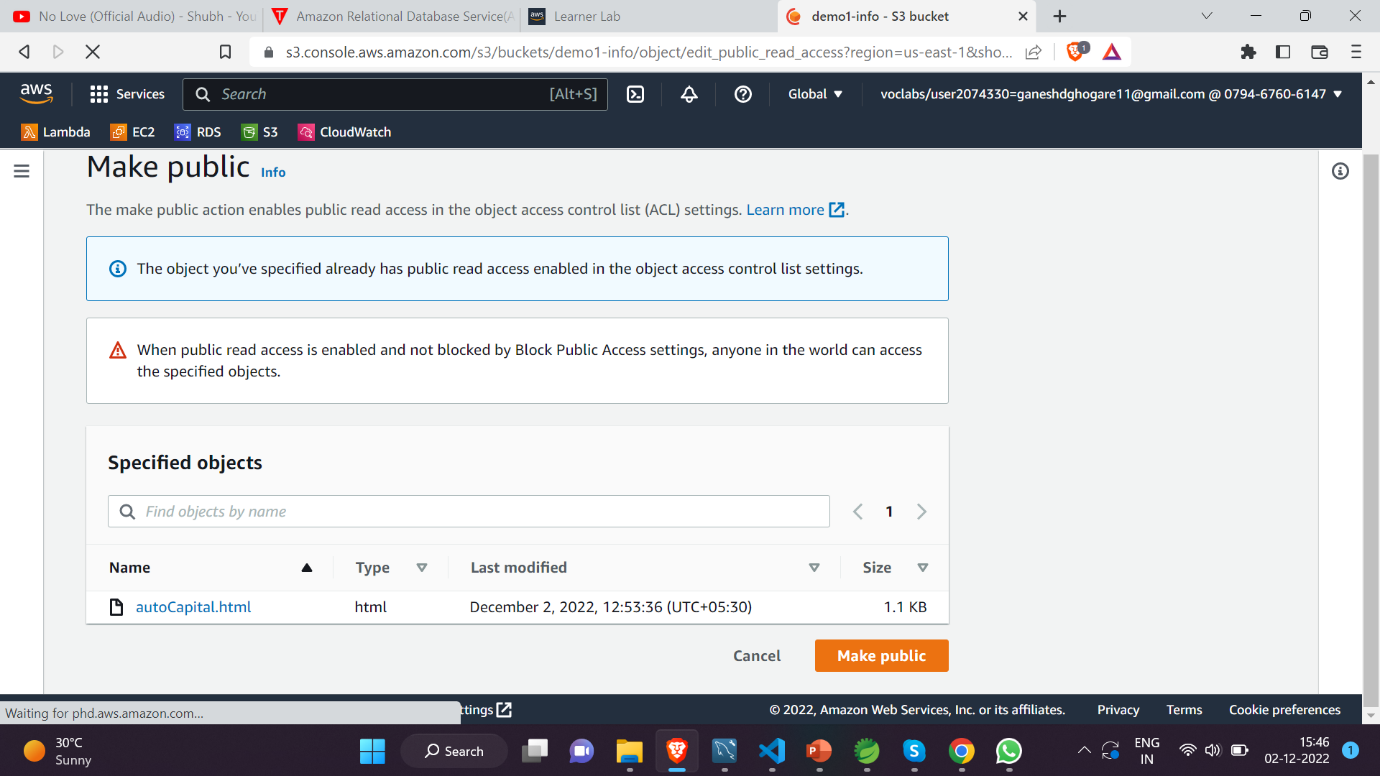 No Love (Official Audio) - Shubh - You
Amazon Relational Database Service(A
aws
Learner Lab
demo1-info - S3 bucket
s3.console.aws.amazon.com/s3/buckets/demo1-info/object/edit_public_read_access?region=us-east-1&sho...
1
aws
Services
Search
[Alt+S]
Global
voclabs/user2074330=ganeshdghogare11@gmail.com @ 0794-6760-6147
Lambda
EC2
RDS
S3
CloudWatch
Make public Info
The make public action enables public read access in the object access control list (ACL) settings. Learn more.
The object you've specified already has public read access enabled in the object access control list settings.
When public read access is enabled and not blocked by Block Public Access settings, anyone in the world can access
the specified objects.
Specified objects
Find objects by name
1
Name
Type
Last modified
Size
autoCapital.html
html
December 2, 2022, 12:53:36 (UTC+05:30)
1.1 KB
Cancel
Make public
Waiting for phd.aws.amazon.com...
ttings
© 2022, Amazon Web Services, Inc. or its affiliates.
Privacy
Terms
Cookie preferences
30°C
Sunny
Search
ENG
IN
15:46
02-12-2022
1